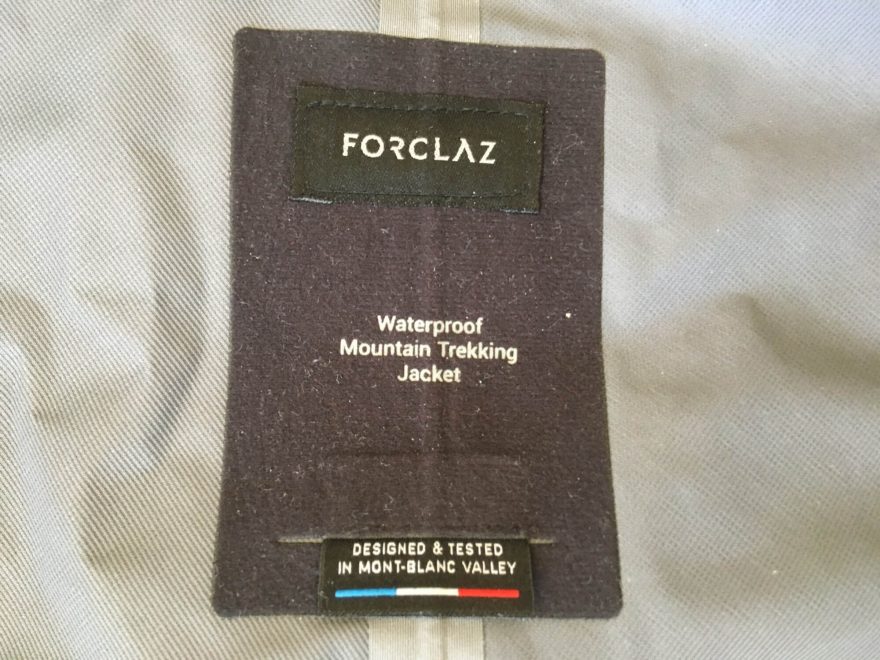 FORCLAZ
Waterproof
Mountain Trekking
Jacket
DESIGNED & TESTED
IN MONT-BLANC VALLEY